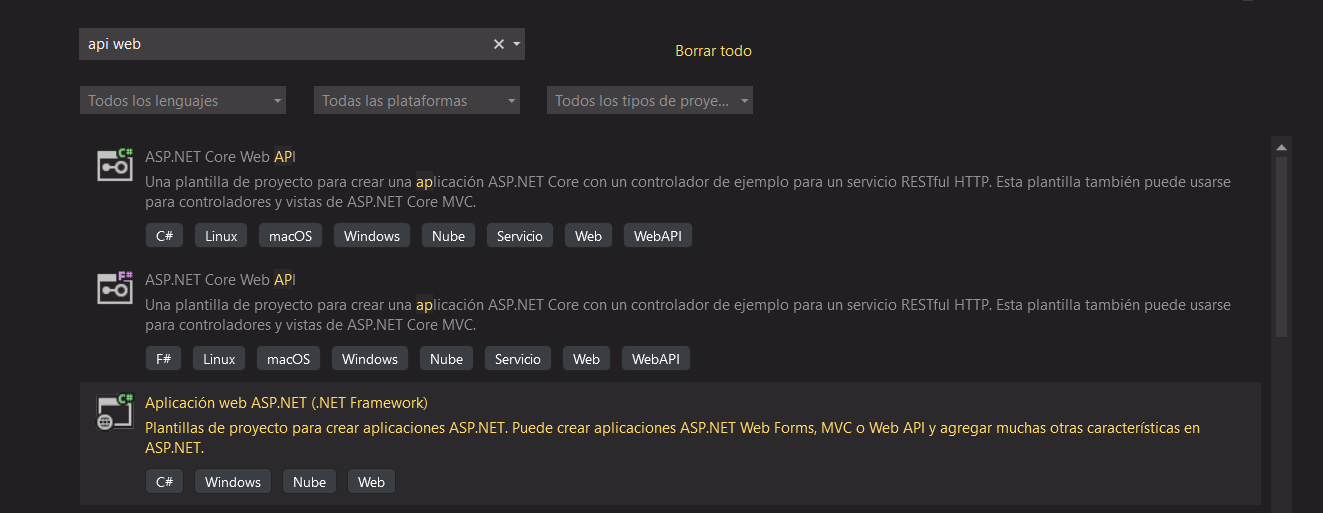 api web
Borrar todo
Todos los lenguajes
Todas las plataformas
Todos los tipos de proye...
C#
ASP.NET Core Web API
Una plantilla de proyecto para crear una aplicación ASP.NET Core con un controlador de ejemplo para un servicio RESTful HTTP. Esta plantilla también puede usarse
para controladores y vistas de ASP.NET Core MVC.
C# Linux macOS Windows Nube Servicio Web WebAPI
F#
ASP.NET Core Web API
Una plantilla de proyecto para crear una aplicación ASP.NET Core con un controlador de ejemplo para un servicio RESTful HTTP. Esta plantilla también puede usarse
para controladores y vistas de ASP.NET Core MVC.
F# Linux macOS Windows Nube Servicio Web WebAPI
C#
Aplicación web ASP.NET (.NET Framework)
Plantillas de proyecto para crear aplicaciones ASP.NET. Puede crear aplicaciones ASP.NET Web Forms, MVC o Web API y agregar muchas otras características en
ASP.NET.
C# Windows Nube Web